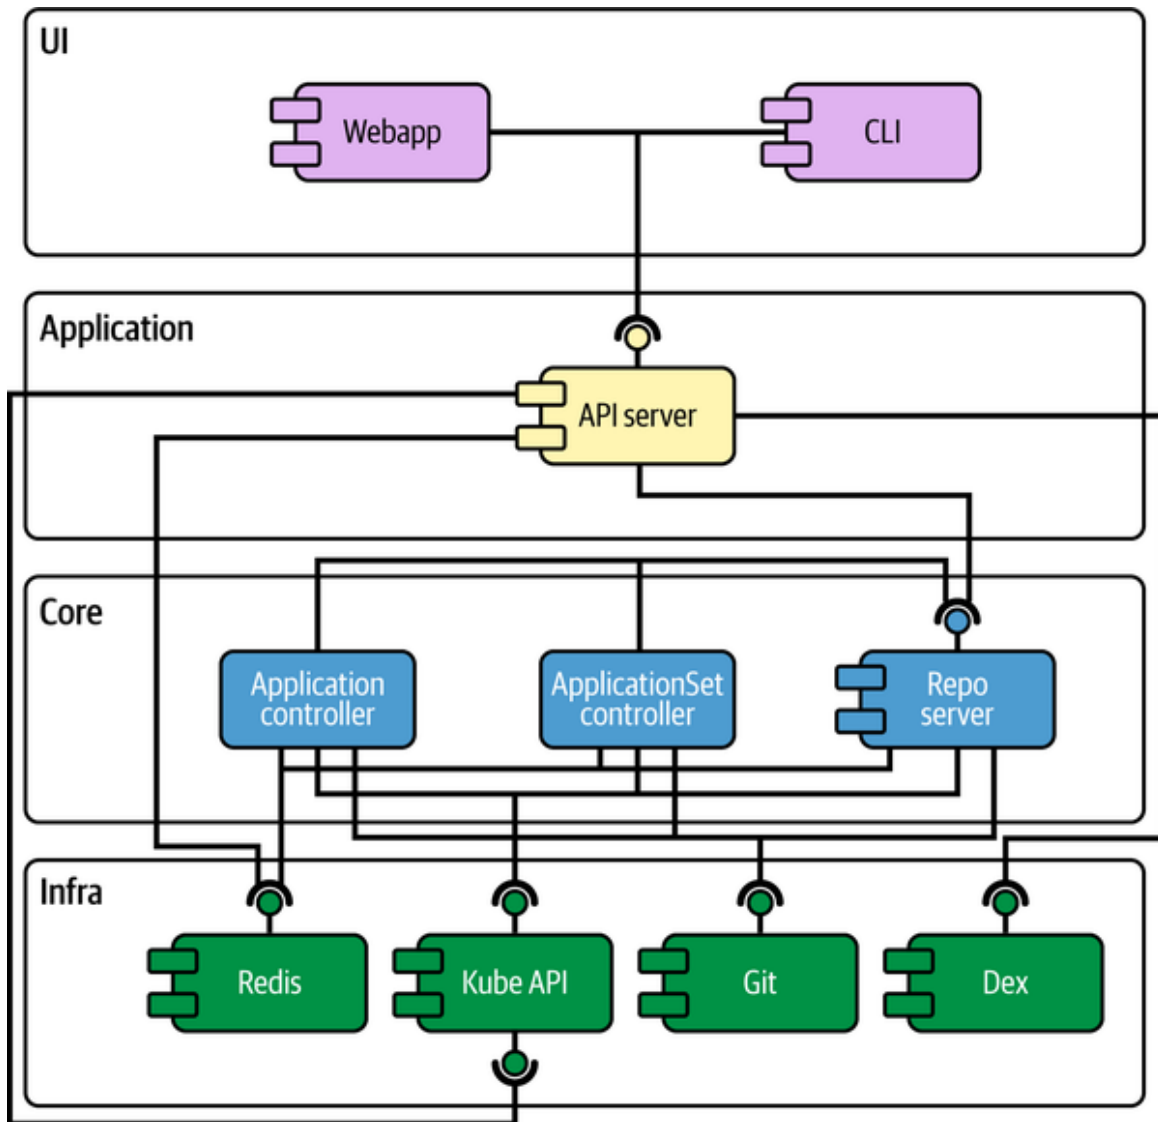 UI
Webapp
CLI
Application
API server
Core
Application
controller
ApplicationSet
controller
Repo
server
Infra
Redis
Kube API
Git
Dex